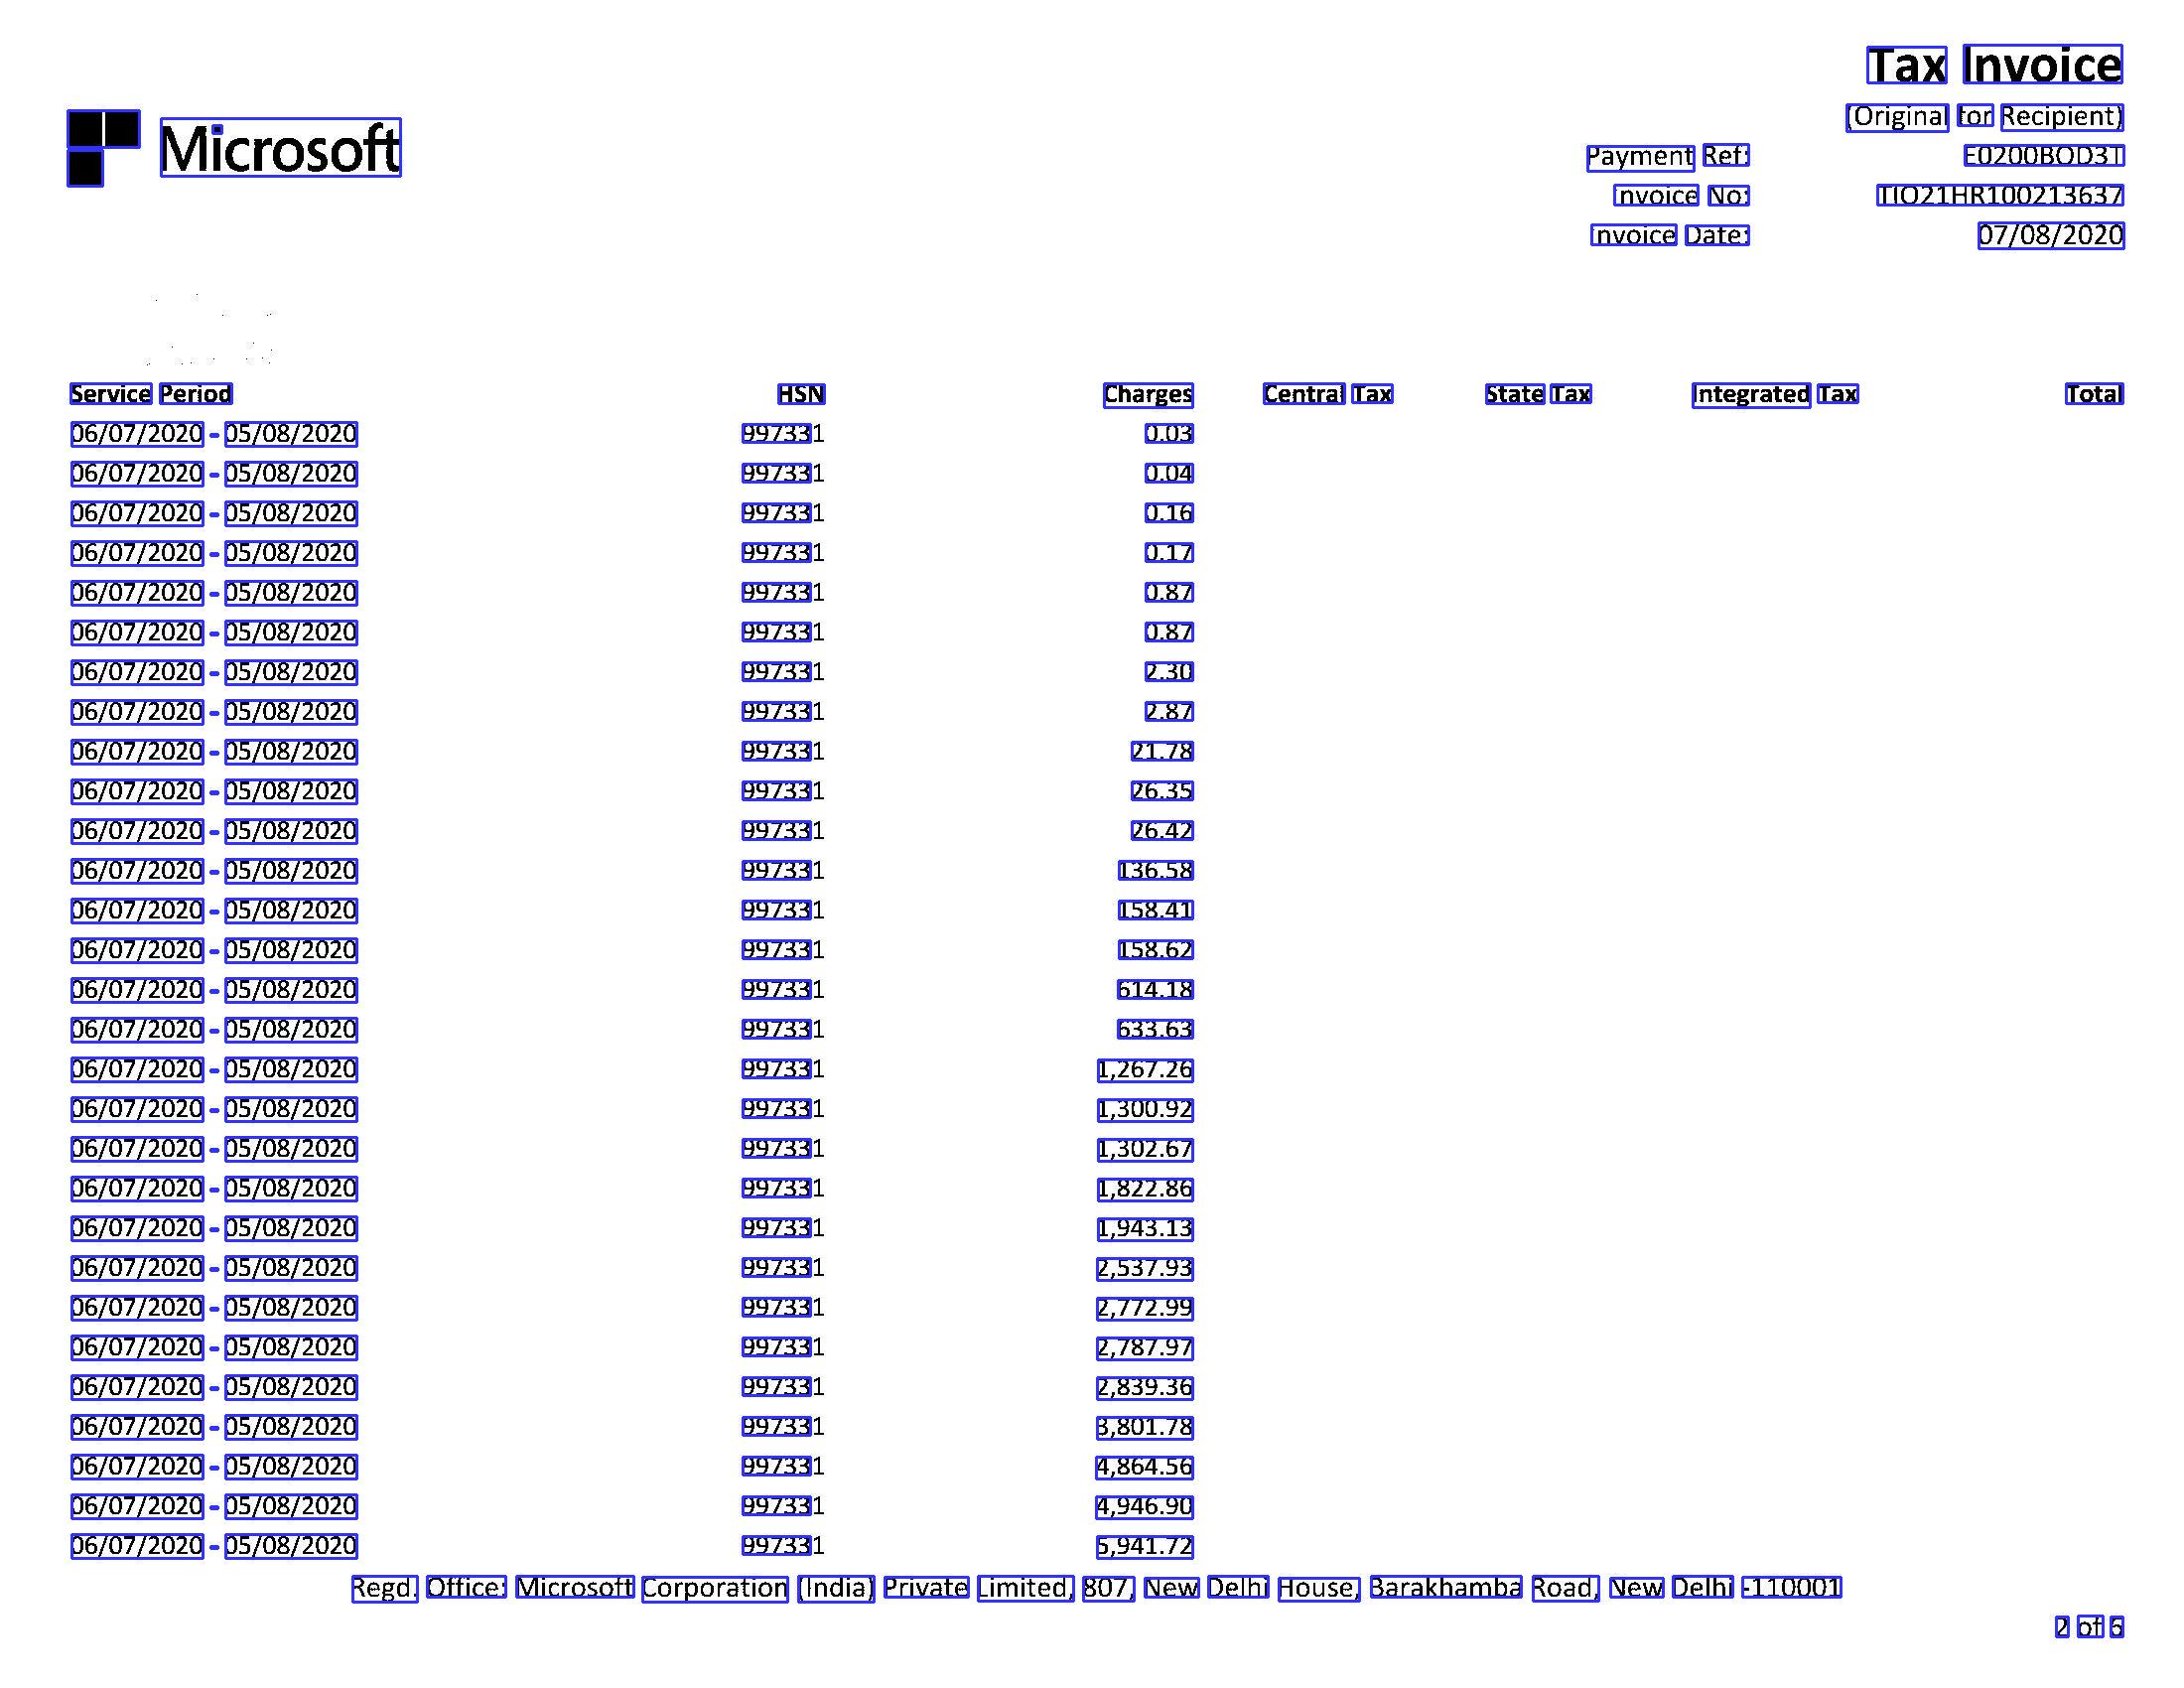 Tax Invoice
(Original for Recipient)
Microsoft
Payment Ref: E0200BOD3T
Invoice No: TIO21HR100213637
Invoice Date: 07/08/2020
Service Period HSN Charges Central Tax State Tax Integrated Tax Total
06/07/2020 - 05/08/2020 997331 0.03
06/07/2020 - 05/08/2020 997331 0.04
06/07/2020 - 05/08/2020 997331 0.16
06/07/2020 - 05/08/2020 997331 0.17
06/07/2020 - 05/08/2020 997331 0.87
06/07/2020 - 05/08/2020 997331 0.87
06/07/2020 - 05/08/2020 997331 2.30
06/07/2020 - 05/08/2020 997331 2.87
06/07/2020 - 05/08/2020 997331 21.78
06/07/2020 - 05/08/2020 997331 26.35
06/07/2020 - 05/08/2020 997331 26.42
06/07/2020 - 05/08/2020 997331 136.58
06/07/2020 - 05/08/2020 997331 158.41
06/07/2020 - 05/08/2020 997331 158.62
06/07/2020 - 05/08/2020 997331 614.18
06/07/2020 - 05/08/2020 997331 633.63
06/07/2020 - 05/08/2020 997331 1,267.26
06/07/2020 - 05/08/2020 997331 1,300.92
06/07/2020 - 05/08/2020 997331 1,302.67
06/07/2020 - 05/08/2020 997331 1,822.86
06/07/2020 - 05/08/2020 997331 1,943.13
06/07/2020 - 05/08/2020 997331 2,537.93
06/07/2020 - 05/08/2020 997331 2,772.99
06/07/2020 - 05/08/2020 997331 2,787.97
06/07/2020 - 05/08/2020 997331 2,839.36
06/07/2020 - 05/08/2020 997331 3,801.78
06/07/2020 - 05/08/2020 997331 4,864.56
06/07/2020 - 05/08/2020 997331 4,946.90
06/07/2020 - 05/08/2020 997331 5,941.72
Regd. Office: Microsoft Corporation (India) Private Limited, 807, New Delhi House, Barakhamba Road, New Delhi -110001
2 of 6